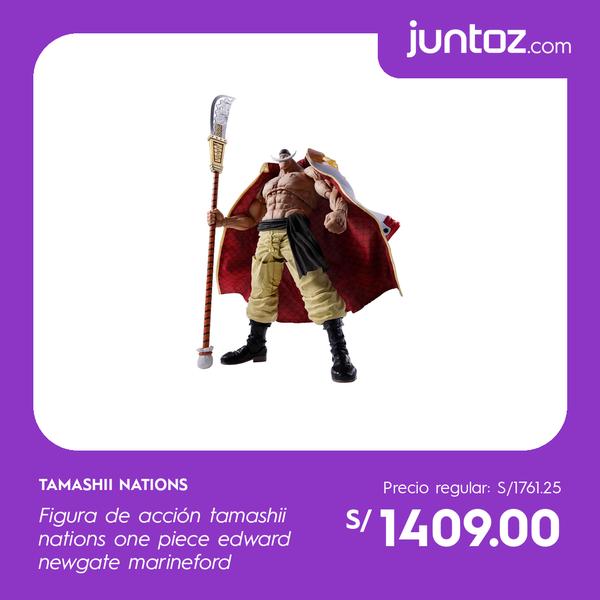 juntoz.com
TAMASHII NATIONS
Figura de acción tamashii
nations one piece edward
newgate marineford
Precio regular: S/1761.25
S/ 1409.00